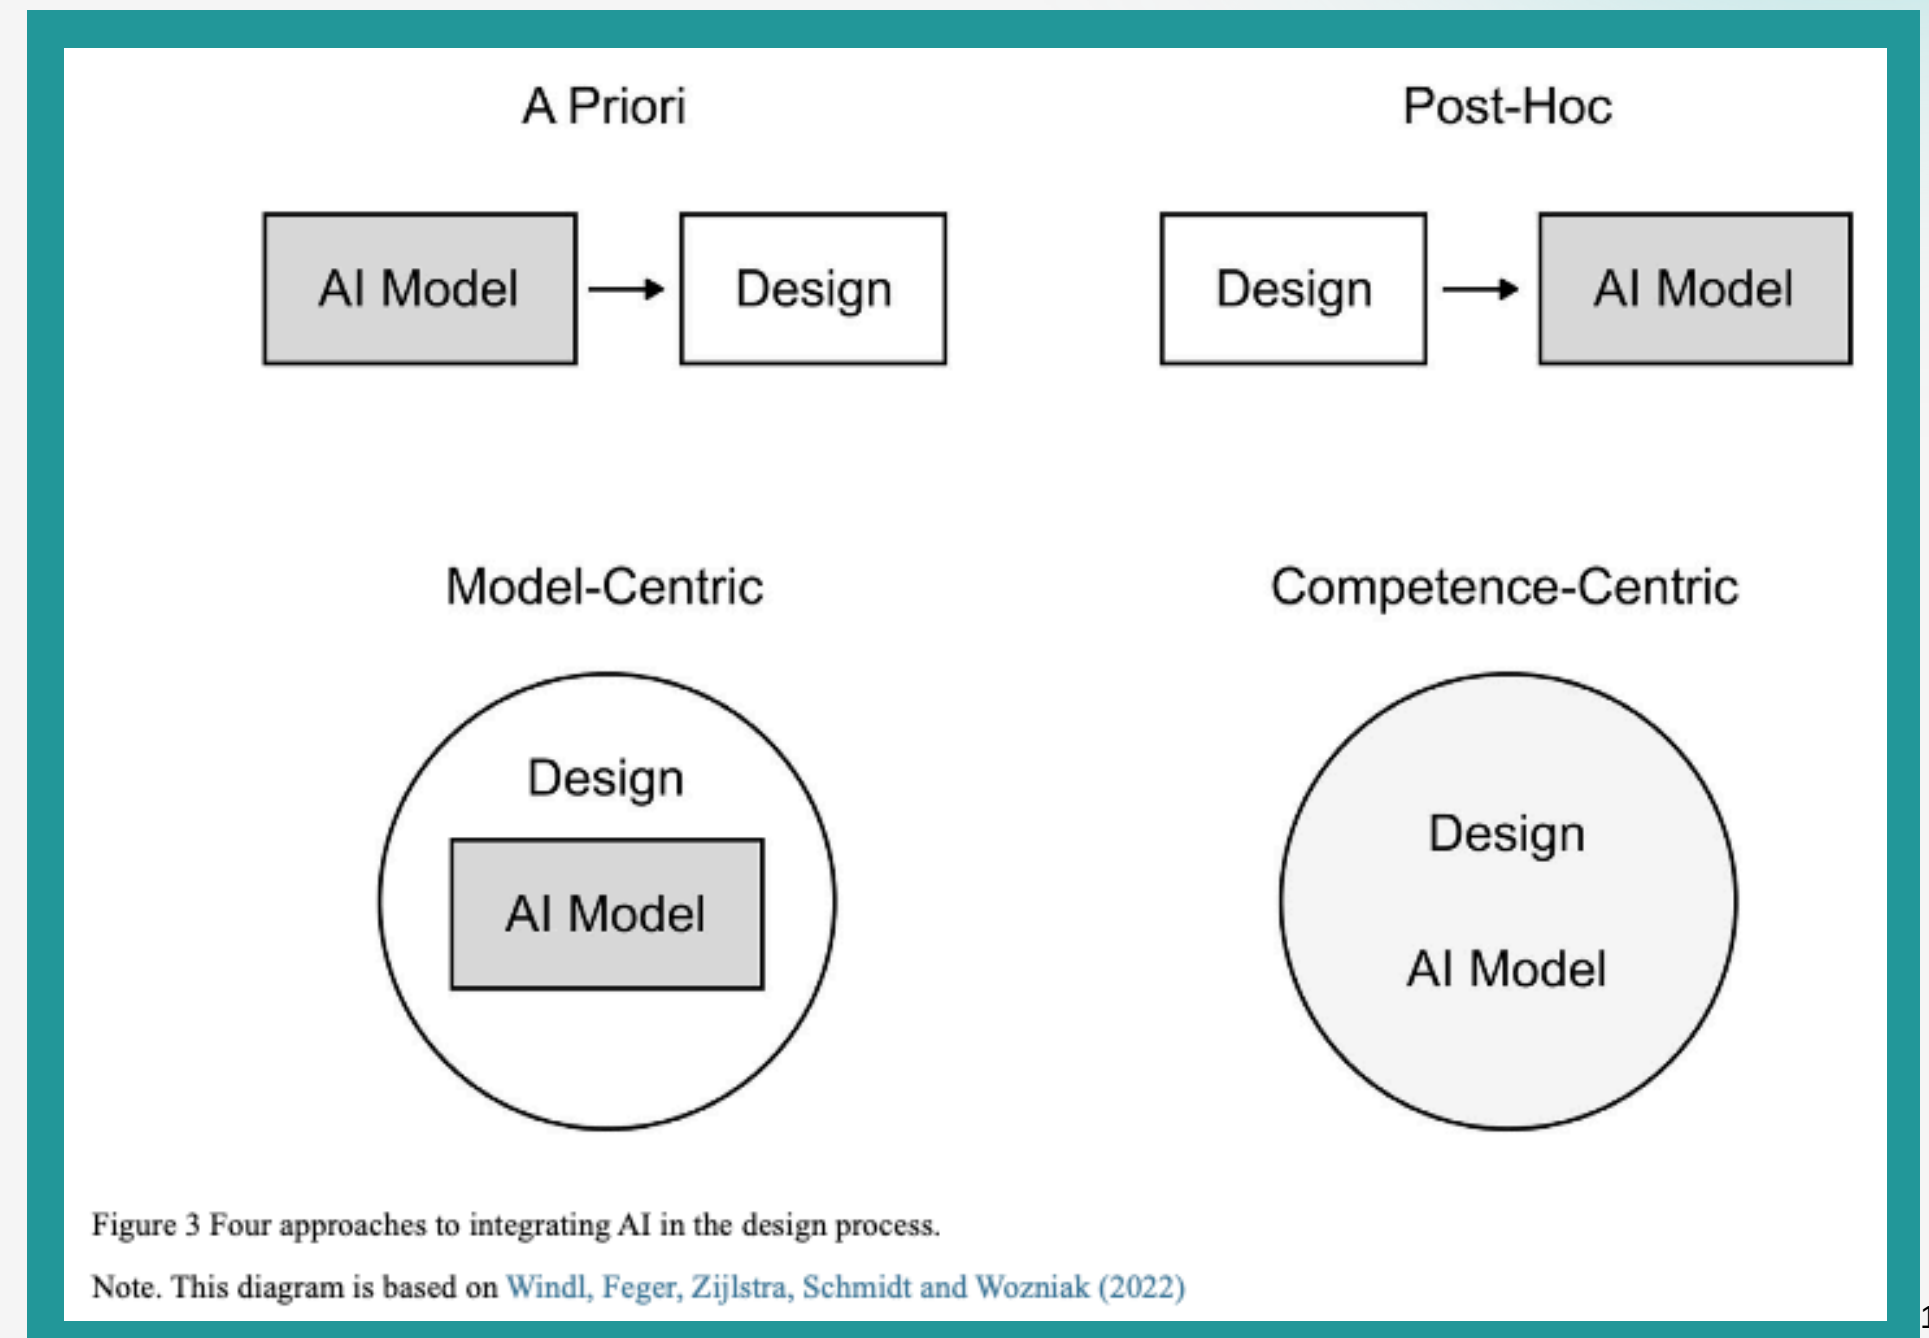 A Priori
Post-Hoc
AI Model
Design
Design
AI Model
Model-Centric
Competence-Centric
Design
AI Model
Design
AI Model
Figure 3 Four approaches to integrating AI in the design process.
Note. This diagram is based on Windl, Feger, Zijlstra, Schmidt and Wozniak (2022)